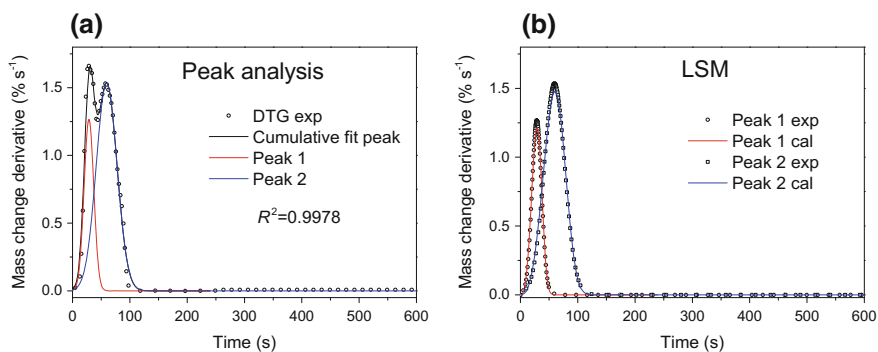 (a)
Peak analysis
DTG exp
Cumulative fit peak
Peak 1
Peak 2
R²=0.9978
Mass change derivative (% s⁻¹)
1.5
1.0
0.5
0.0
0 100 200 300 400 500 600
Time (s)
(b)
LSM
Peak 1 exp
Peak 1 cal
Peak 2 exp
Peak 2 cal
Mass change derivative (% s⁻¹)
1.5
1.0
0.5
0.0
0 100 200 300 400 500 600
Time (s)